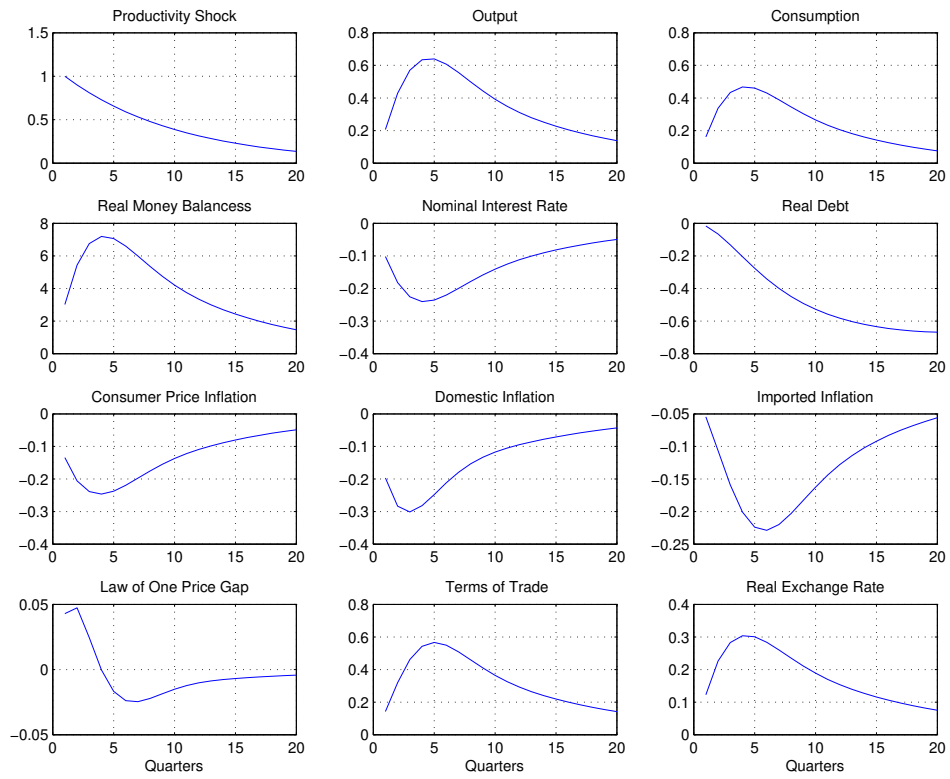 Productivity Shock
1.5
1
0.5
0
0 5 10 15 20
Output
0.8
0.6
0.4
0.2
0
0 5 10 15 20
Consumption
0.8
0.6
0.4
0.2
0
0 5 10 15 20
Real Money Balancess
8
6
4
2
0
0 5 10 15 20
Nominal Interest Rate
0
−0.1
−0.2
−0.3
−0.4
0 5 10 15 20
Real Debt
0
−0.2
−0.4
−0.6
−0.8
0 5 10 15 20
Consumer Price Inflation
0
−0.1
−0.2
−0.3
−0.4
0 5 10 15 20
Domestic Inflation
0
−0.1
−0.2
−0.3
−0.4
0 5 10 15 20
Imported Inflation
−0.05
−0.1
−0.15
−0.2
−0.25
0 5 10 15 20
Law of One Price Gap
0.05
0
−0.05
0 5 10 15 20
Quarters
Terms of Trade
0.8
0.6
0.4
0.2
0
0 5 10 15 20
Quarters
Real Exchange Rate
0.4
0.3
0.2
0.1
0
0 5 10 15 20
Quarters